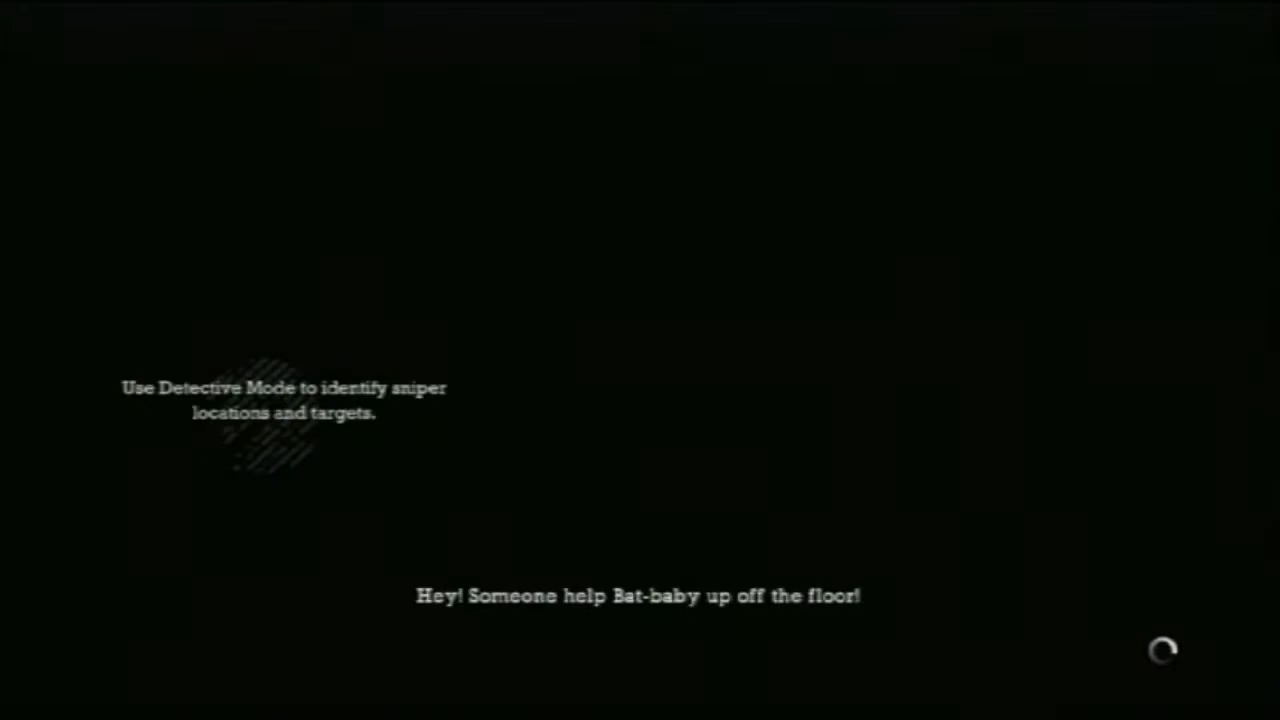 Use Detective Mode to identify sniper
locations and targets.
Hey! Someone help Bat-baby up off the floor!